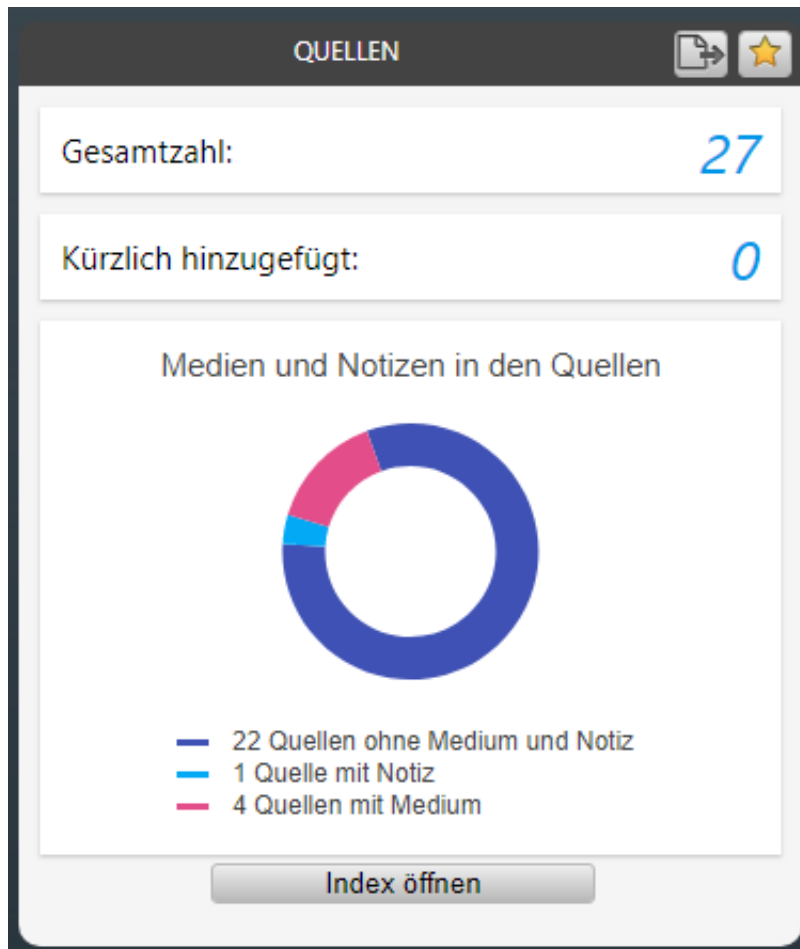 QUELLEN
Gesamtzahl: 27
Kürzlich hinzugefügt: 0
Medien und Notizen in den Quellen
22 Quellen ohne Medium und Notiz
1 Quelle mit Notiz
4 Quellen mit Medium
Index öffnen